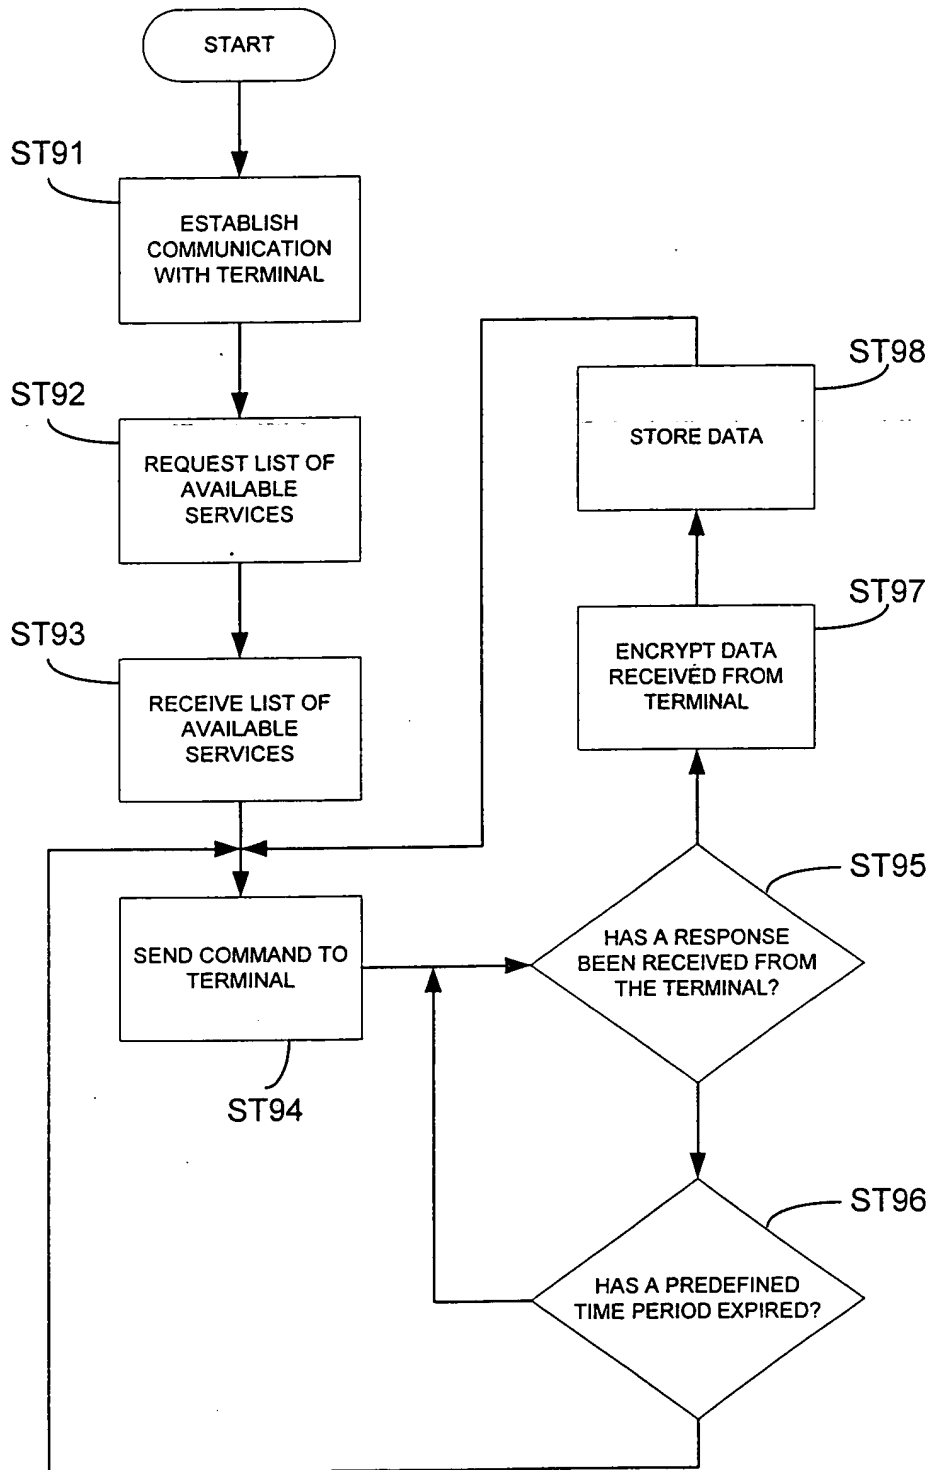 START
ST91
ESTABLISH
COMMUNICATION
WITH TERMINAL
ST92
REQUEST LIST OF
AVAILABLE
SERVICES
ST93
RECEIVE LIST OF
AVAILABLE
SERVICES
SEND COMMAND TO
TERMINAL
ST94
ST98
STORE DATA
ST97
ENCRYPT DATA
RECEIVED FROM
TERMINAL
ST95
HAS A RESPONSE
BEEN RECEIVED FROM
THE TERMINAL?
ST96
HAS A PREDEFINED
TIME PERIOD EXPIRED?